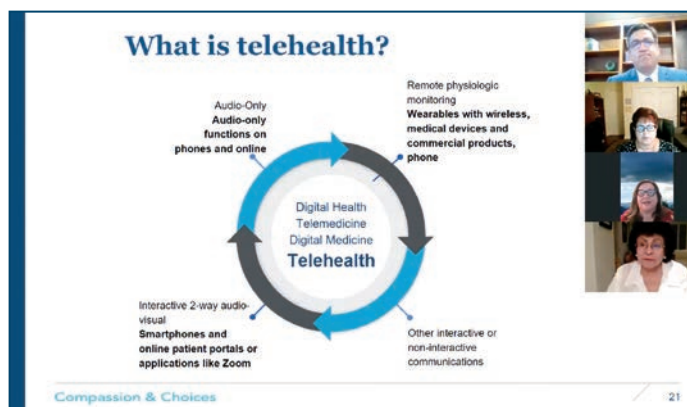 What is telehealth?
Audio-Only
Audio-only
functions on
phones and online
Remote physiologic
monitoring
Wearables with wireless,
medical devices and
commercial products,
phone
Digital Health
Telemedicine
Digital Medicine
Telehealth
Interactive 2-way audio-
visual
Smartphones and
online patient portals or
applications like Zoom
Other interactive or
non-interactive
communications
Compassion & Choices
21